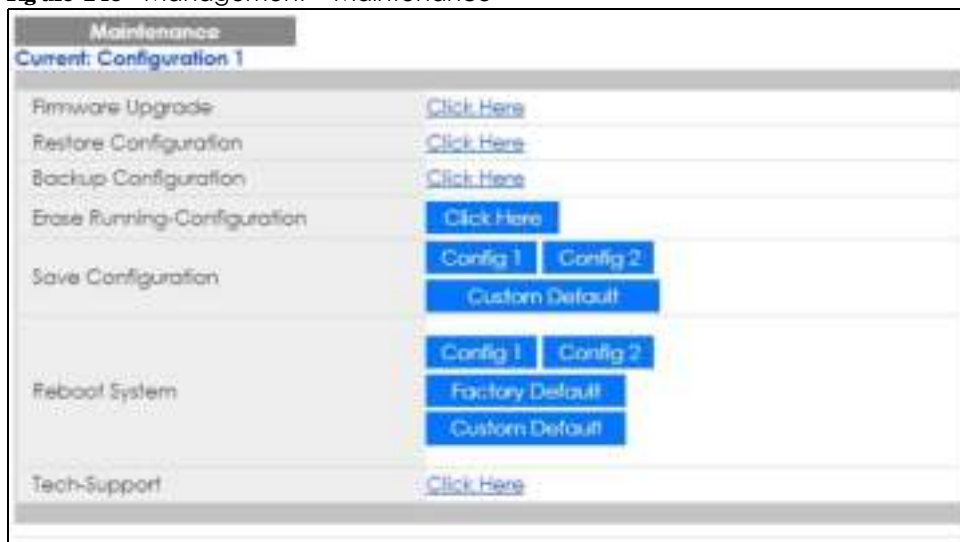 Management Maintenance
Maintenance
Current: Configuration 1
Firmware Upgrade Click Here
Restore Configuration Click Here
Backup Configuration Click Here
Erase Running-Configuration Click Here
Save Configuration Config 1 Config 2
Custom Default
Reboot System Config 1 Config 2
Factory Default
Custom Default
Tech-Support Click Here